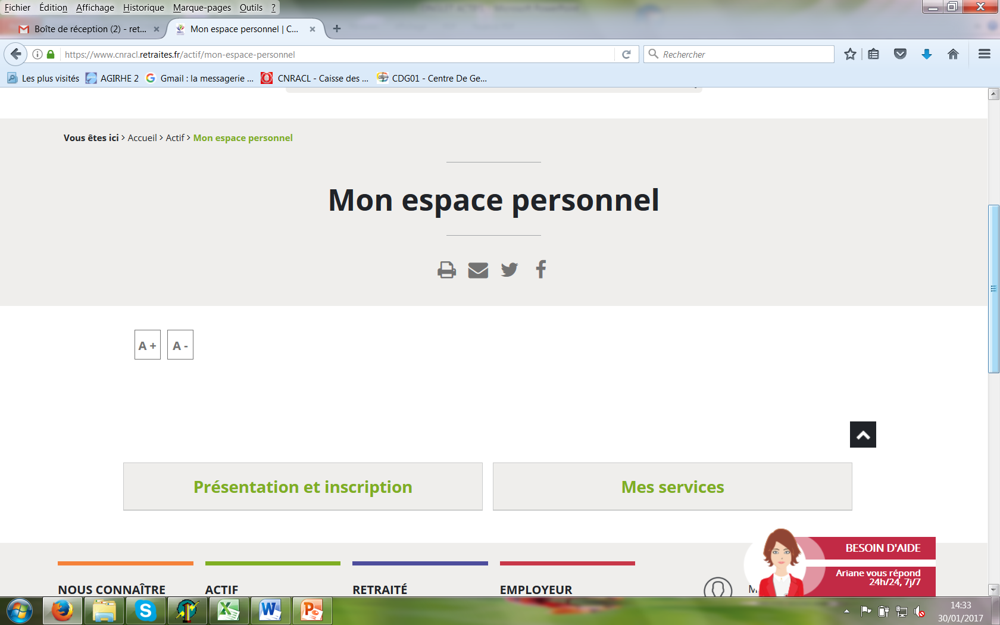 Fichier Édition Affichage Historique Marque-pages Outils ?
Boîte de réception (2) - ret... Mon espace personnel | C...
https://www.cnracl.retraites.fr/actif/mon-espace-personnel Rechercher
Les plus visités AGIRHE 2 Gmail : la messagerie ... CNRACL - Caisse des ... CDG01 - Centre De Ge...
Vous êtes ici > Accueil > Actif > Mon espace personnel
Mon espace personnel
A + A -
Présentation et inscription Mes services
BESOIN D'AIDE
Ariane vous répond
24h/24, 7j/7
NOUS CONNAÎTRE ACTIF RETRAITÉ EMPLOYEUR
14:33
30/01/2017